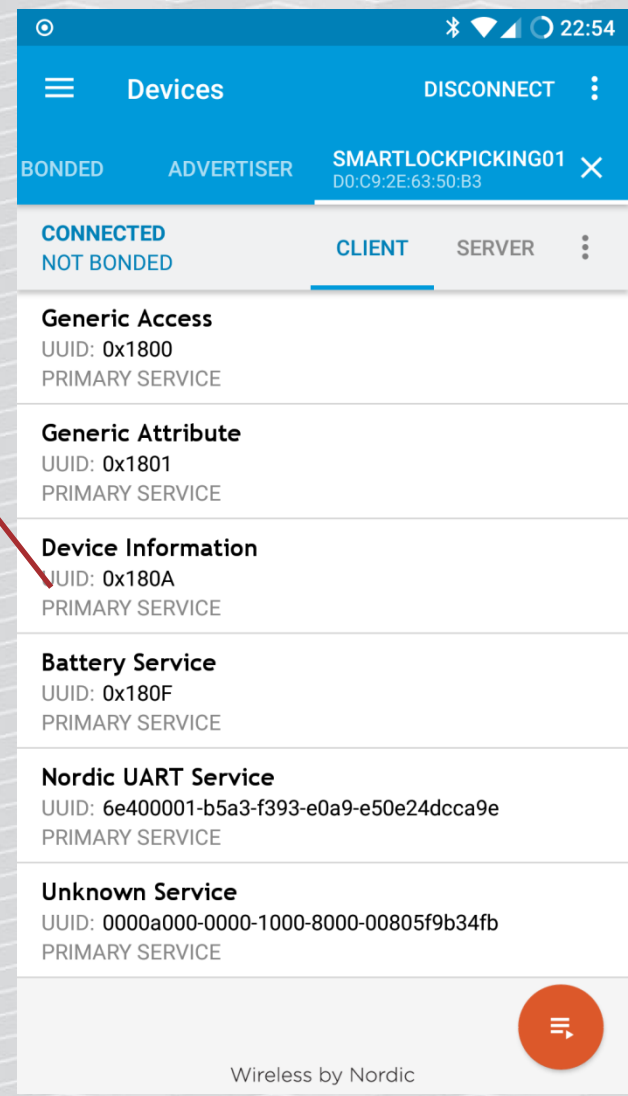 22:54
Devices
DISCONNECT
BONDED
ADVERTISER
SMARTLOCKPICKING01
D0:C9:2E:63:50:B3
CONNECTED
NOT BONDED
CLIENT
SERVER
Generic Access
UUID: 0x1800
PRIMARY SERVICE
Generic Attribute
UUID: 0x1801
PRIMARY SERVICE
Device Information
UUID: 0x180A
PRIMARY SERVICE
Battery Service
UUID: 0x180F
PRIMARY SERVICE
Nordic UART Service
UUID: 6e400001-b5a3-f393-e0a9-e50e24dcca9e
PRIMARY SERVICE
Unknown Service
UUID: 0000a000-0000-1000-8000-00805f9b34fb
PRIMARY SERVICE
Wireless by Nordic